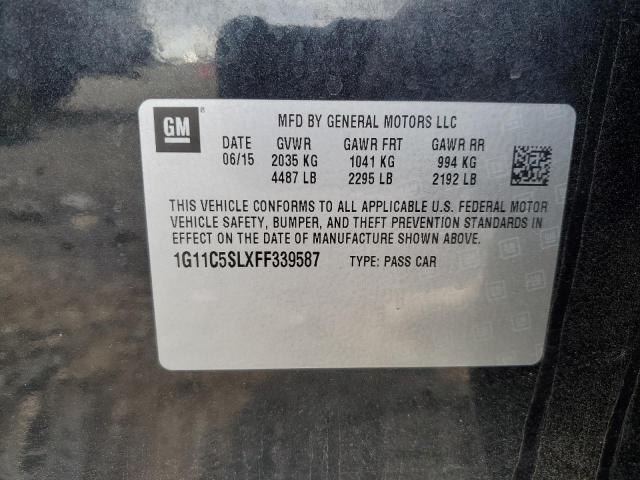 GM
MFD BY GENERAL MOTORS LLC
DATE GVWR GAWR FRT GAWR RR
06/15 2035 KG 1041 KG 994 KG
4487 LB 2295 LB 2192 LB
THIS VEHICLE CONFORMS TO ALL APPLICABLE U.S. FEDERAL MOTOR
VEHICLE SAFETY, BUMPER, AND THEFT PREVENTION STANDARDS IN
EFFECT ON THE DATE OF MANUFACTURE SHOWN ABOVE.
1G11C5SLXFF339587 TYPE: PASS CAR